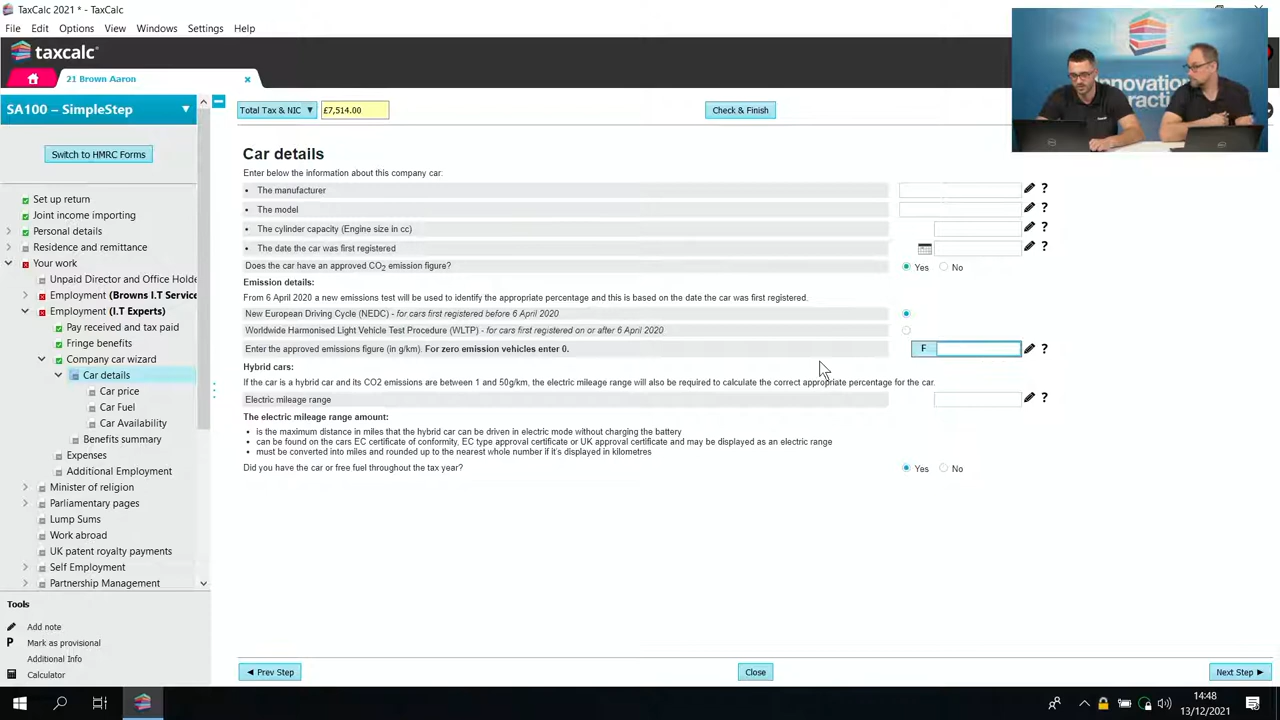 TaxCalc 2021 * - TaxCalc
File Edit Options View Windows Settings Help
taxcalc
21 Brown Aaron
SA100 – SimpleStep
Total Tax & NIC
£7,514.00
Check & Finish
Switch to HMRC Forms
Set up return
Joint income importing
Personal details
Residence and remittance
Your work
Unpaid Director and Office Holde
Employment (Browns I.T Service
Employment (I.T Experts)
Pay received and tax paid
Fringe benefits
Company car wizard
Car details
Car price
Car Fuel
Car Availability
Benefits summary
Expenses
Additional Employment
Minister of religion
Parliamentary pages
Lump Sums
Work abroad
UK patent royalty payments
Self Employment
Partnership Management
Tools
Add note
P Mark as provisional
Additional Info
Calculator
Car details
Enter below the information about this company car.
• The manufacturer ?
• The model ?
• The cylinder capacity (Engine size in cc) ?
• The date the car was first registered ?
Does the car have an approved CO2 emission figure? Yes No
Emission details:
From 6 April 2020 a new emissions test will be used to identify the appropriate percentage and this is based on the date the car was first registered.
New European Driving Cycle (NEDC) - for cars first registered before 6 April 2020
Worldwide Harmonised Light Vehicle Test Procedure (WLTP) - for cars first registered on or after 6 April 2020
Enter the approved emissions figure (in g/km). For zero emission vehicles enter 0. F ?
Hybrid cars:
If the car is a hybrid car and its CO2 emissions are between 1 and 50g/km, the electric mileage range will also be required to calculate the correct appropriate percentage for the car.
Electric mileage range ?
The electric mileage range amount:
• is the maximum distance in miles that the hybrid car can be driven in electric mode without charging the battery
• can be found on the cars EC certificate of conformity, EC type approval certificate or UK approval certificate and may be displayed as an electric range
• must be converted into miles and rounded up to the nearest whole number if it's displayed in kilometres
Did you have the car or free fuel throughout the tax year? Yes No
Prev Step
Close
Next Step
14:48
13/12/2021